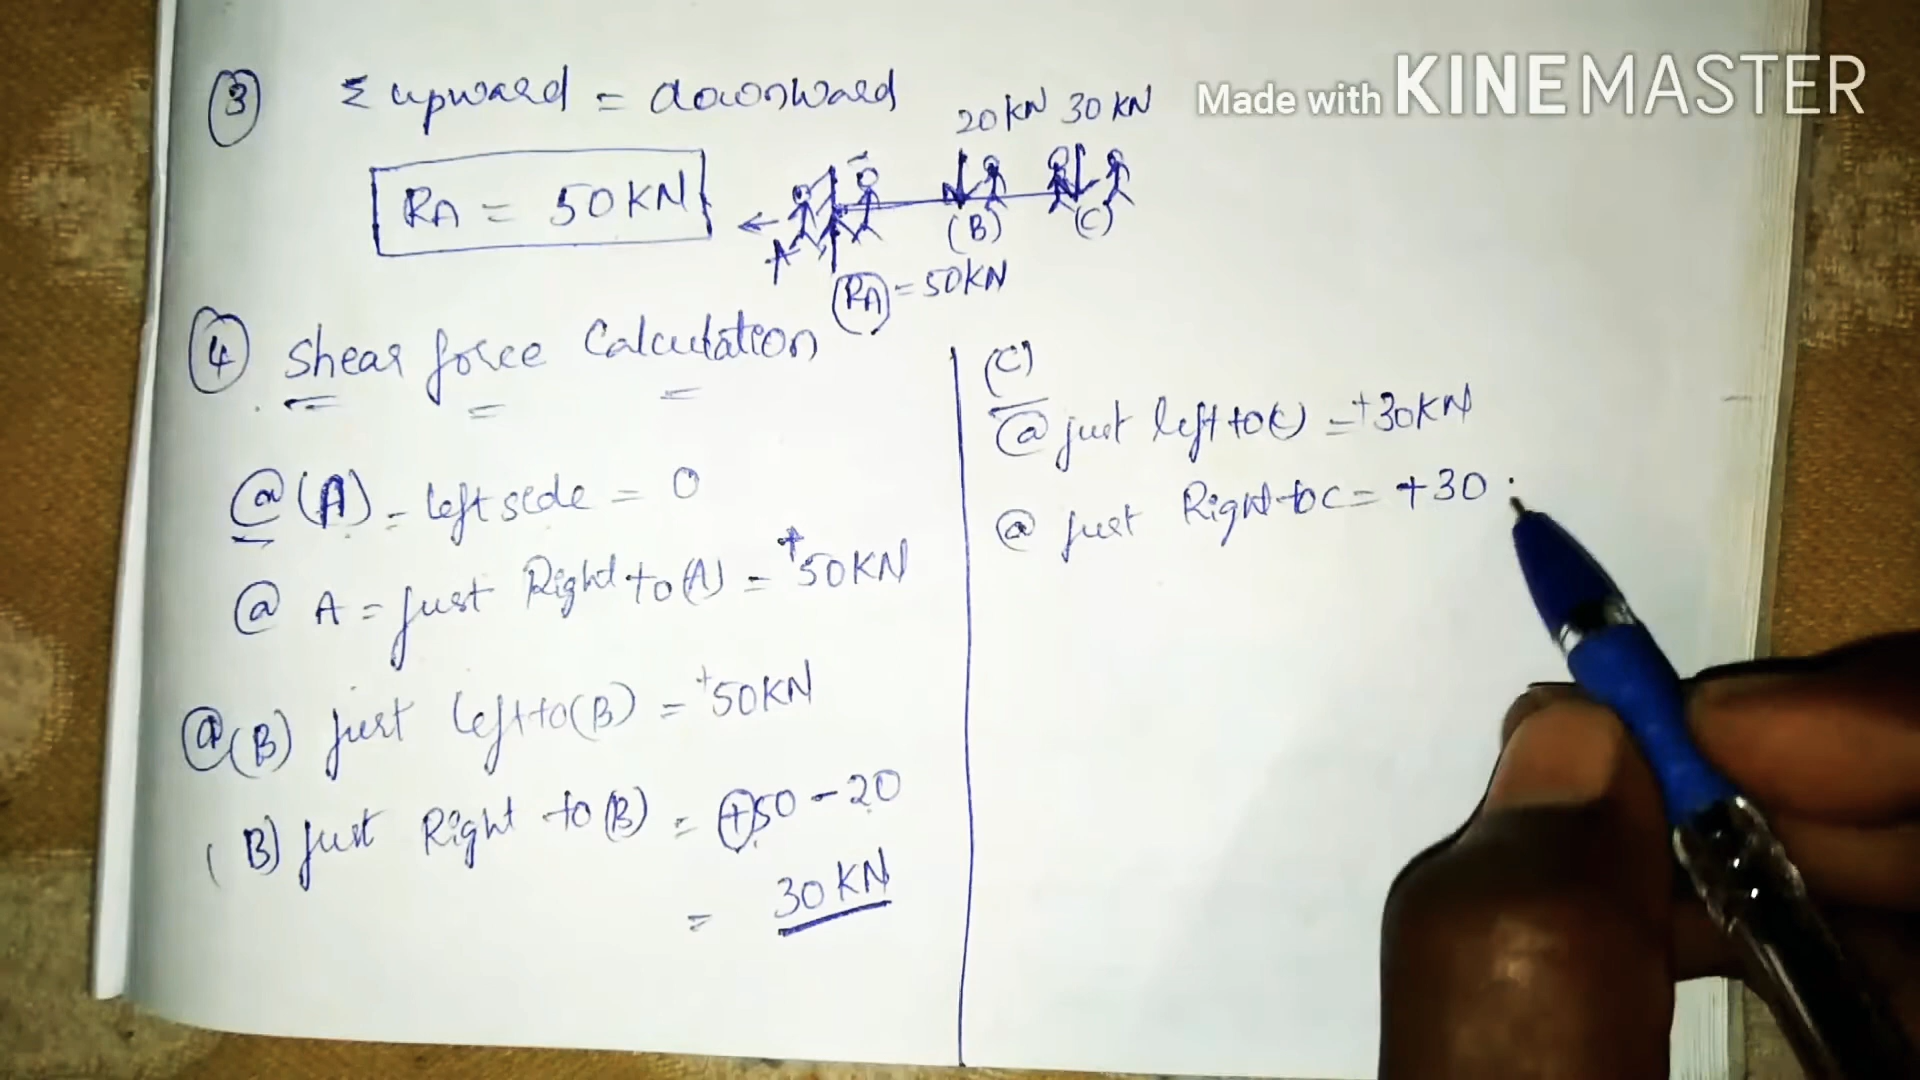 Made with KINEMASTER
③ Σ upward = downward
20 KN 30 KN
RA = 50 KN
A (B) (C)
RA = 50KN
④ Shear force Calculation
@ (A) = left side = 0
@ A = just Right to (A) = +50KN
@ (B) just left to (B) = +50KN
(B) just Right to (B) = +50 - 20
= 30 KN
(C)
@ just left to (C) = +30KN
@ just Right to C = +30